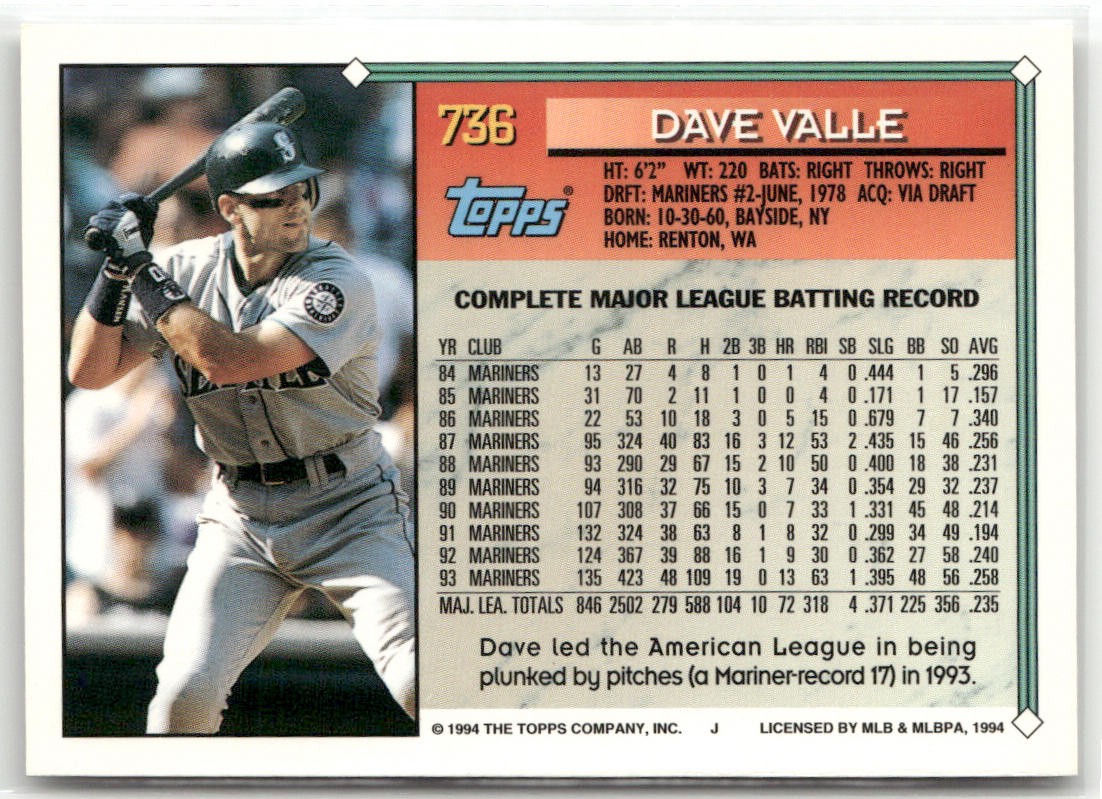 736
DAVE VALLE
topps®
HT: 6'2" WT: 220 BATS: RIGHT THROWS: RIGHT
DRFT: MARINERS #2-JUNE, 1978 ACQ: VIA DRAFT
BORN: 10-30-60, BAYSIDE, NY
HOME: RENTON, WA
COMPLETE MAJOR LEAGUE BATTING RECORD
YR CLUB G AB R H 2B 3B HR RBI SB SLG BB SO AVG
84 MARINERS 13 27 4 8 1 0 1 4 0 .444 1 5 .296
85 MARINERS 31 70 2 11 1 0 0 4 0 .171 1 17 .157
86 MARINERS 22 53 10 18 3 0 5 15 0 .679 7 7 .340
87 MARINERS 95 324 40 83 16 3 12 53 2 .435 15 46 .256
88 MARINERS 93 290 29 67 15 2 10 50 0 .400 18 38 .231
89 MARINERS 94 316 32 75 10 3 7 34 0 .354 29 32 .237
90 MARINERS 107 308 37 66 15 0 7 33 1 .331 45 48 .214
91 MARINERS 132 324 38 63 8 1 8 32 0 .299 34 49 .194
92 MARINERS 124 367 39 88 16 1 9 30 0 .362 27 58 .240
93 MARINERS 135 423 48 109 19 0 13 63 1 .395 48 56 .258
MAJ. LEA. TOTALS 846 2502 279 588 104 10 72 318 4 .371 225 356 .235
Dave led the American League in being
plunked by pitches (a Mariner-record 17) in 1993.
© 1994 THE TOPPS COMPANY, INC. J LICENSED BY MLB & MLBPA, 1994